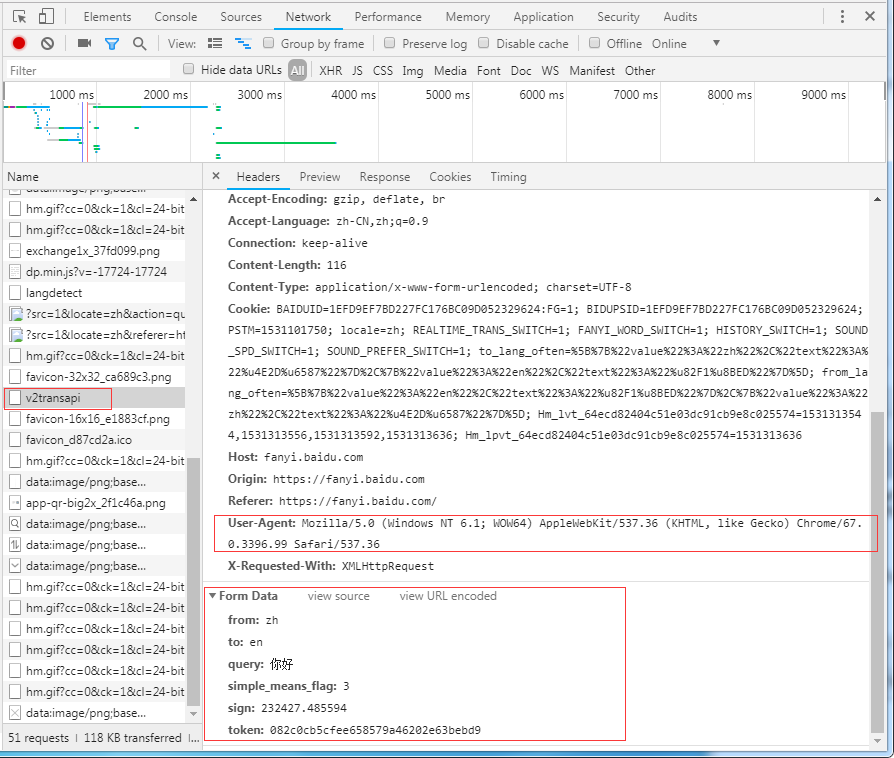 Elements Console Sources Network Performance Memory Application Security Audits
View: Group by frame Preserve log Disable cache Offline Online
Filter Hide data URLs All XHR JS CSS Img Media Font Doc WS Manifest Other
1000 ms 2000 ms 3000 ms 4000 ms 5000 ms 6000 ms 7000 ms 8000 ms 9000 ms
Name
data:image/png;base...
hm.gif?cc=0&ck=1&cl=24-bit
hm.gif?cc=0&ck=1&cl=24-bit
exchange1x_37fd099.png
dp.min.js?v=-17724-17724
langdetect
?src=1&locate=zh&action=qu
?src=1&locate=zh&referer=ht
hm.gif?cc=0&ck=1&cl=24-bit
favicon-32x32_ca689c3.png
v2transapi
favicon-16x16_e1883cf.png
favicon_d87cd2a.ico
hm.gif?cc=0&ck=1&cl=24-bit
data:image/png;base...
app-qr-big2x_2f1c46a.png
data:image/png;base...
data:image/png;base...
data:image/png;base...
hm.gif?cc=0&ck=1&cl=24-bit
hm.gif?cc=0&ck=1&cl=24-bit
hm.gif?cc=0&ck=1&cl=24-bit
hm.gif?cc=0&ck=1&cl=24-bit
hm.gif?cc=0&ck=1&cl=24-bit
hm.gif?cc=0&ck=1&cl=24-bit
data:image/png;base...
51 requests | 118 KB transferred |...
Headers Preview Response Cookies Timing
Accept-Encoding: gzip, deflate, br
Accept-Language: zh-CN,zh;q=0.9
Connection: keep-alive
Content-Length: 116
Content-Type: application/x-www-form-urlencoded; charset=UTF-8
Cookie: BAIDUID=1EFD9EF7BD227FC176BC09D052329624:FG=1; BIDUPSID=1EFD9EF7BD227FC176BC09D052329624;
PSTM=1531101750; locale=zh; REALTIME_TRANS_SWITCH=1; FANYI_WORD_SWITCH=1; HISTORY_SWITCH=1; SOUND
_SPD_SWITCH=1; SOUND_PREFER_SWITCH=1; to_lang_often=%5B%7B%22value%22%3A%22zh%22%2C%22text%22%3A%
22%u4E2D%u6587%22%7D%2C%7B%22value%22%3A%22en%22%2C%22text%22%3A%22%u82F1%u8BED%22%7D%5D; from_la
ng_often=%5B%7B%22value%22%3A%22en%22%2C%22text%22%3A%22%u82F1%u8BED%22%7D%2C%7B%22value%22%3A%22
zh%22%2C%22text%22%3A%22%u4E2D%u6587%22%7D%5D; Hm_lvt_64ecd82404c51e03dc91cb9e8c025574=153131354
4,1531313556,1531313592,1531313636; Hm_lpvt_64ecd82404c51e03dc91cb9e8c025574=1531313636
Host: fanyi.baidu.com
Origin: https://fanyi.baidu.com
Referer: https://fanyi.baidu.com/
User-Agent: Mozilla/5.0 (Windows NT 6.1; WOW64) AppleWebKit/537.36 (KHTML, like Gecko) Chrome/67.
0.3396.99 Safari/537.36
X-Requested-With: XMLHttpRequest
Form Data view source view URL encoded
from: zh
to: en
query: 你好
simple_means_flag: 3
sign: 232427.485594
token: 082c0cb5cfee658579a46202e63bebd9